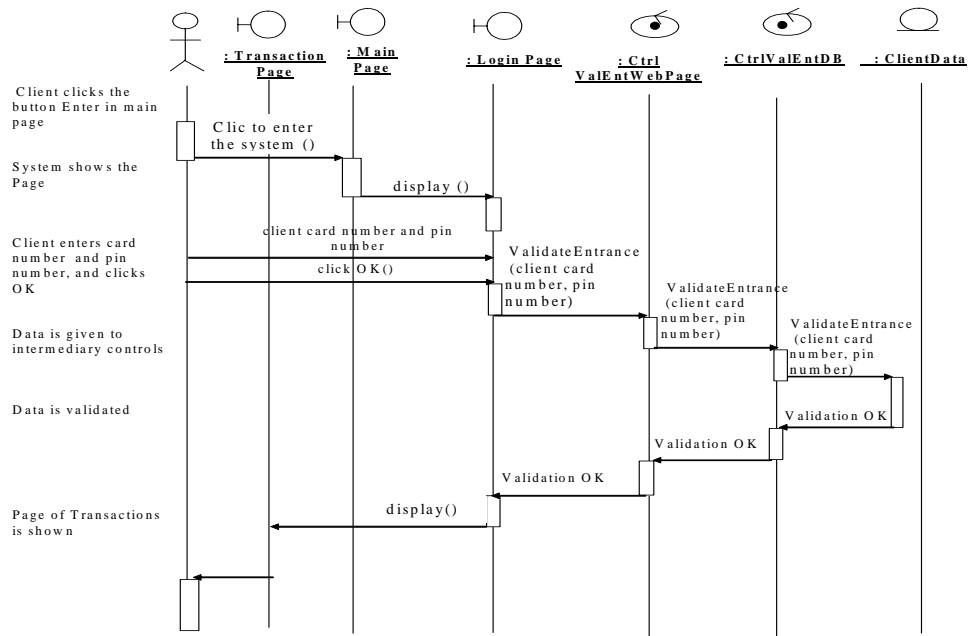 : Transaction
Page
: Main
Page
: Login Page
: Ctrl
ValEntWebPage
: CtrlValEntDB
: ClientData
Client clicks the
button Enter in main
page
Clic to enter
the system ()
System shows the
Page
display ()
client card number and pin
number
Client enters card
number and pin
number, and clicks
OK
click OK()
ValidateEntrance
(client card
number, pin
number)
ValidateEntrance
(client card
number, pin
number)
ValidateEntrance
(client card
number, pin
number)
Data is given to
intermediary controls
Data is validated
Validation OK
Validation OK
Validation OK
Page of Transactions
is shown
display()